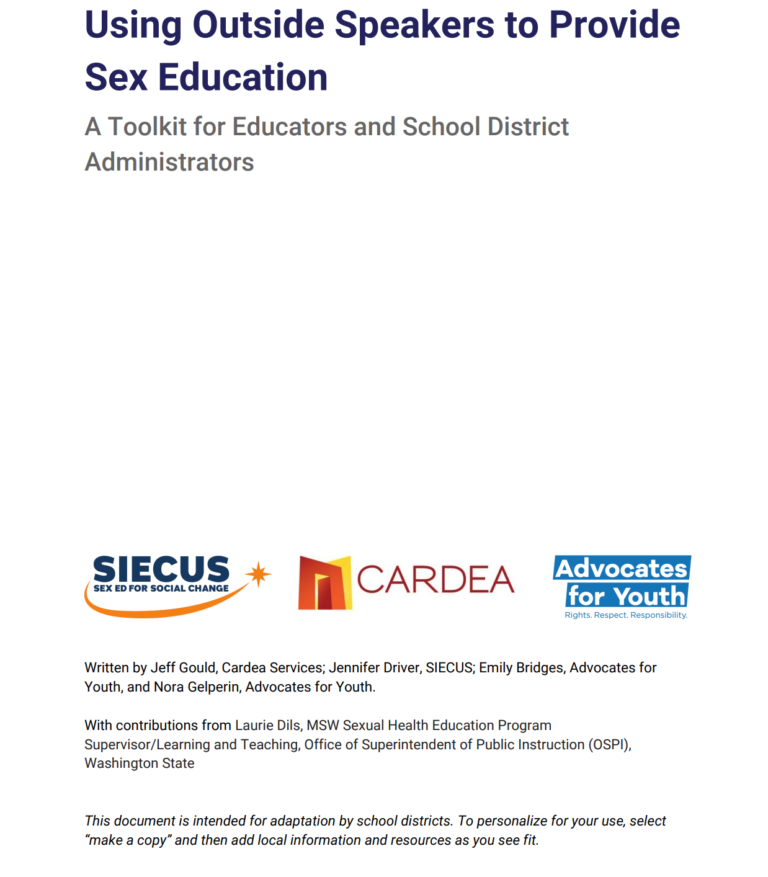 Using Outside Speakers to Provide
Sex Education
A Toolkit for Educators and School District
Administrators
SIECUS
SEX ED FOR SOCIAL CHANGE
CARDEA
Advocates
for Youth
Rights. Respect. Responsibility.
Written by Jeff Gould, Cardea Services; Jennifer Driver, SIECUS; Emily Bridges, Advocates for
Youth, and Nora Gelperin, Advocates for Youth.
With contributions from Laurie Dils, MSW Sexual Health Education Program
Supervisor/Learning and Teaching, Office of Superintendent of Public Instruction (OSPI),
Washington State
This document is intended for adaptation by school districts. To personalize for your use, select
“make a copy” and then add local information and resources as you see fit.